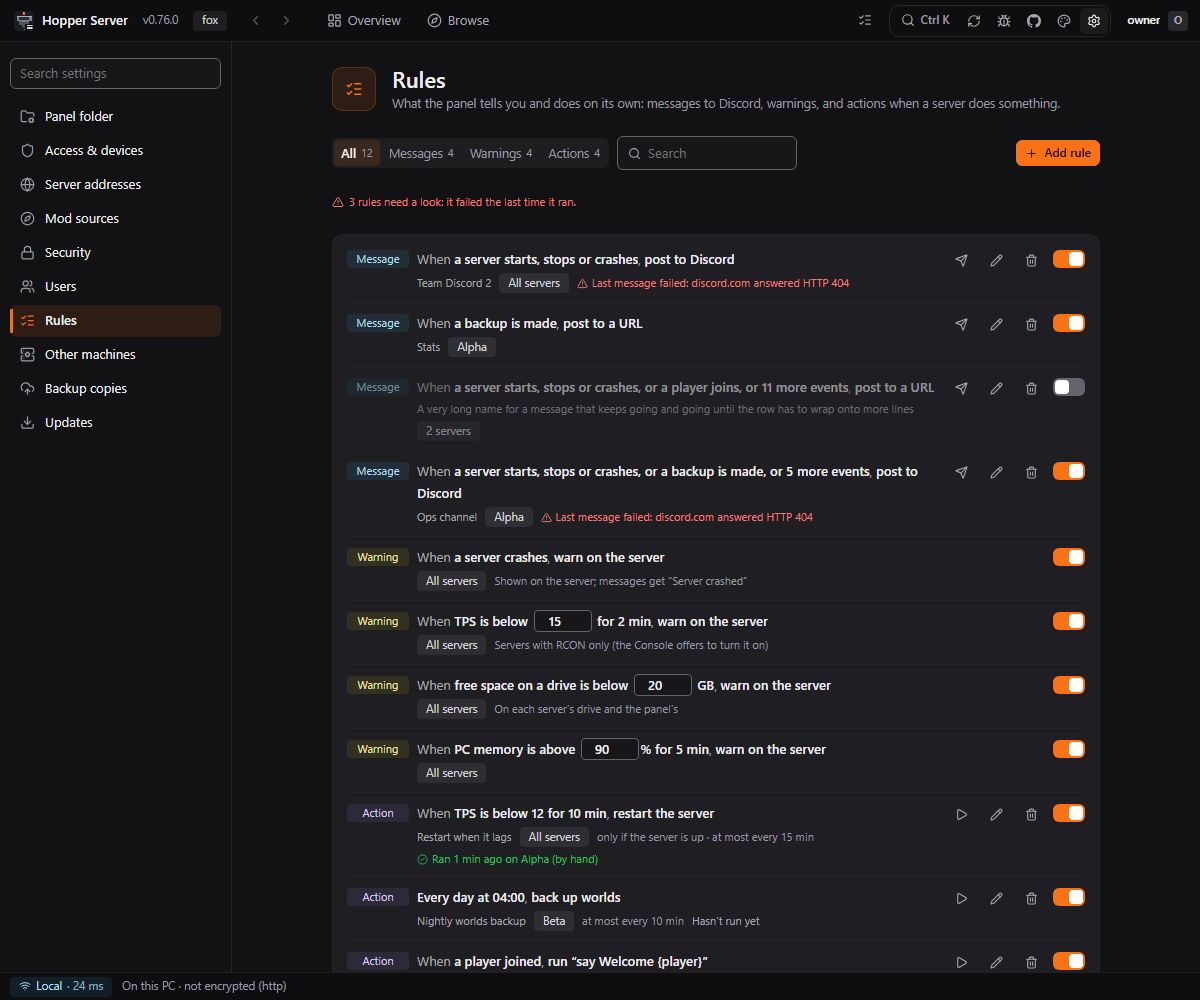 Hopper Server v0.76.0 fox Overview Browse Ctrl K owner O
Search settings
Panel folder
Access & devices
Server addresses
Mod sources
Security
Users
Rules
Other machines
Backup copies
Updates
Rules
What the panel tells you and does on its own: messages to Discord, warnings, and actions when a server does something.
All 12 Messages 4 Warnings 4 Actions 4 Search + Add rule
3 rules need a look: it failed the last time it ran.
Message When a server starts, stops or crashes, post to Discord
Team Discord 2 All servers Last message failed: discord.com answered HTTP 404
Message When a backup is made, post to a URL
Stats Alpha
Message When a server starts, stops or crashes, or a player joins, or 11 more events, post to a URL
A very long name for a message that keeps going and going until the row has to wrap onto more lines
2 servers
Message When a server starts, stops or crashes, or a backup is made, or 5 more events, post to
Discord
Ops channel Alpha Last message failed: discord.com answered HTTP 404
Warning When a server crashes, warn on the server
All servers Shown on the server; messages get “Server crashed”
Warning When TPS is below 15 for 2 min, warn on the server
All servers Servers with RCON only (the Console offers to turn it on)
Warning When free space on a drive is below 20 GB, warn on the server
All servers On each server's drive and the panel's
Warning When PC memory is above 90 % for 5 min, warn on the server
All servers
Action When TPS is below 12 for 10 min, restart the server
Restart when it lags All servers only if the server is up · at most every 15 min
Ran 1 min ago on Alpha (by hand)
Action Every day at 04:00, back up worlds
Nightly worlds backup Beta at most every 10 min Hasn't run yet
Action When a player joined, run “say Welcome {player}”
Local · 24 ms On this PC · not encrypted (http)